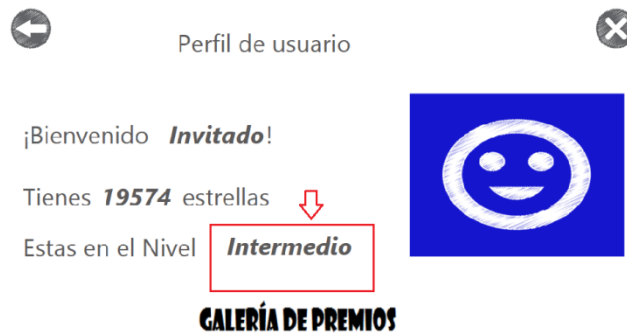 Perfil de usuario
¡Bienvenido Invitado!
Tienes 19574 estrellas
Estas en el Nivel Intermedio
GALERÍA DE PREMIOS